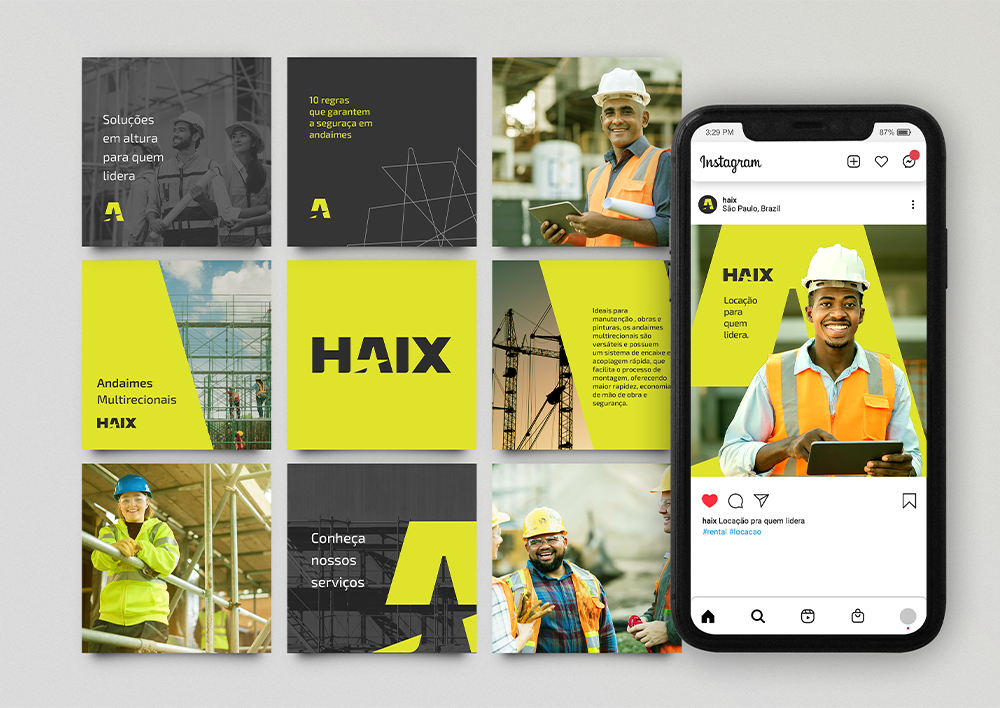 Soluções
em altura
para quem
lidera
10 regras
que garantem
a seguraça em
andaimes
Andaimes
Multirecionais
HAIX
HAIX
Ideais para
manutenção , obras e
pinturas, os andaimes
multirecionais são
versáteis e possuem
um sistema de encaixe e
acoplagem rápida, que
facilita o processo de
montagem, oferecendo
maior rapidez, economia
de mão de obra e
segurança.
Conheça
nossos
serviços
3:29 PM
87%
Instagram
haix
São Paulo, Brazil
HAIX
Locação
para
quem
lidera.
haix Locação pra quem lidera
#rental #locacao